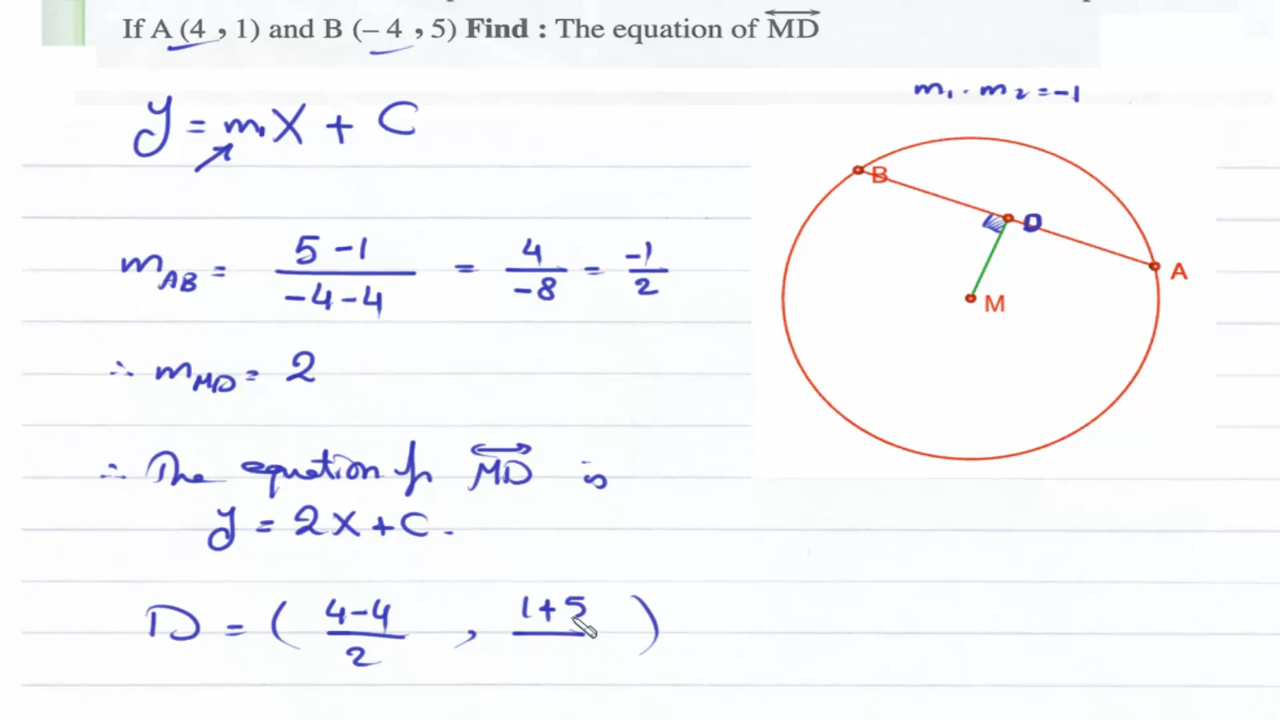 If A (4 , 1) and B (– 4 , 5) Find : The equation of MD
m₁ . m₂ = -1
y = m₁X + C
B
D
A
M
m_AB = 5-1 / -4-4 = 4 / -8 = -1 / 2
∴ m_MD = 2
∴ The equation of MD is
y = 2X + C .
D = ( 4-4 / 2 , 1+5 / )